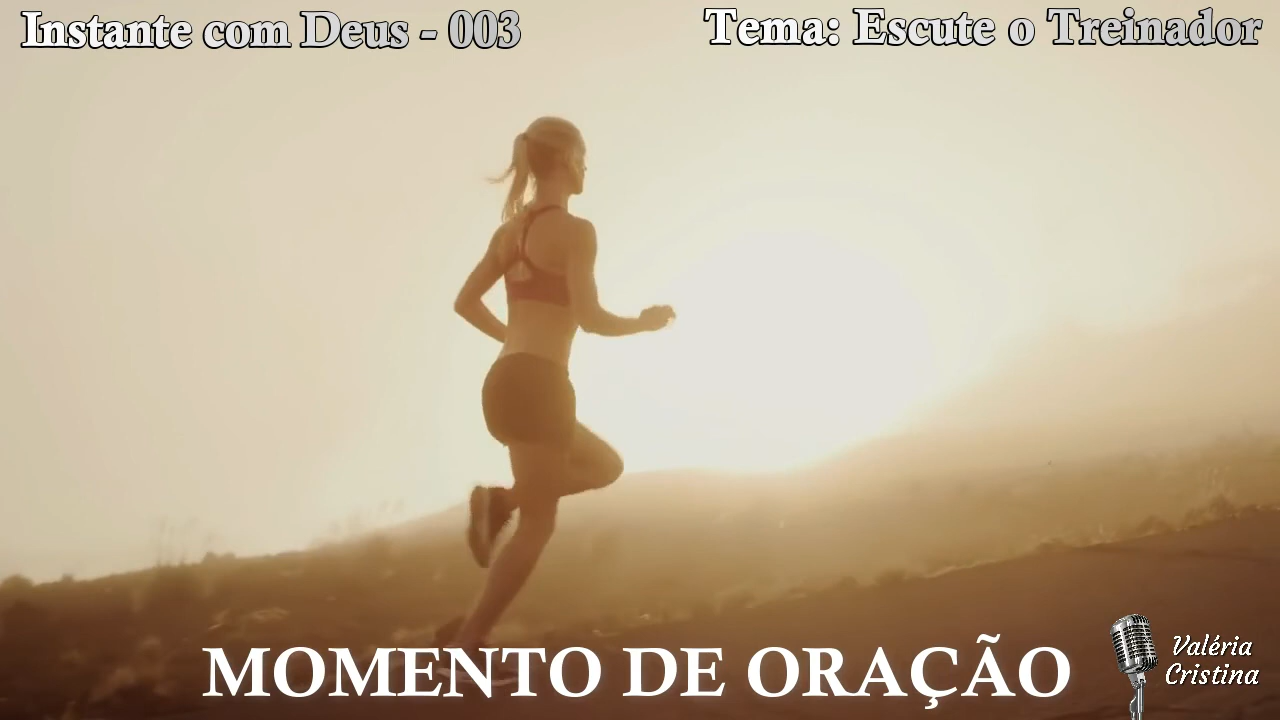 Instante com Deus - 003
Tema: Escute o Treinador
MOMENTO DE ORAÇÃO
Valéria
Cristina